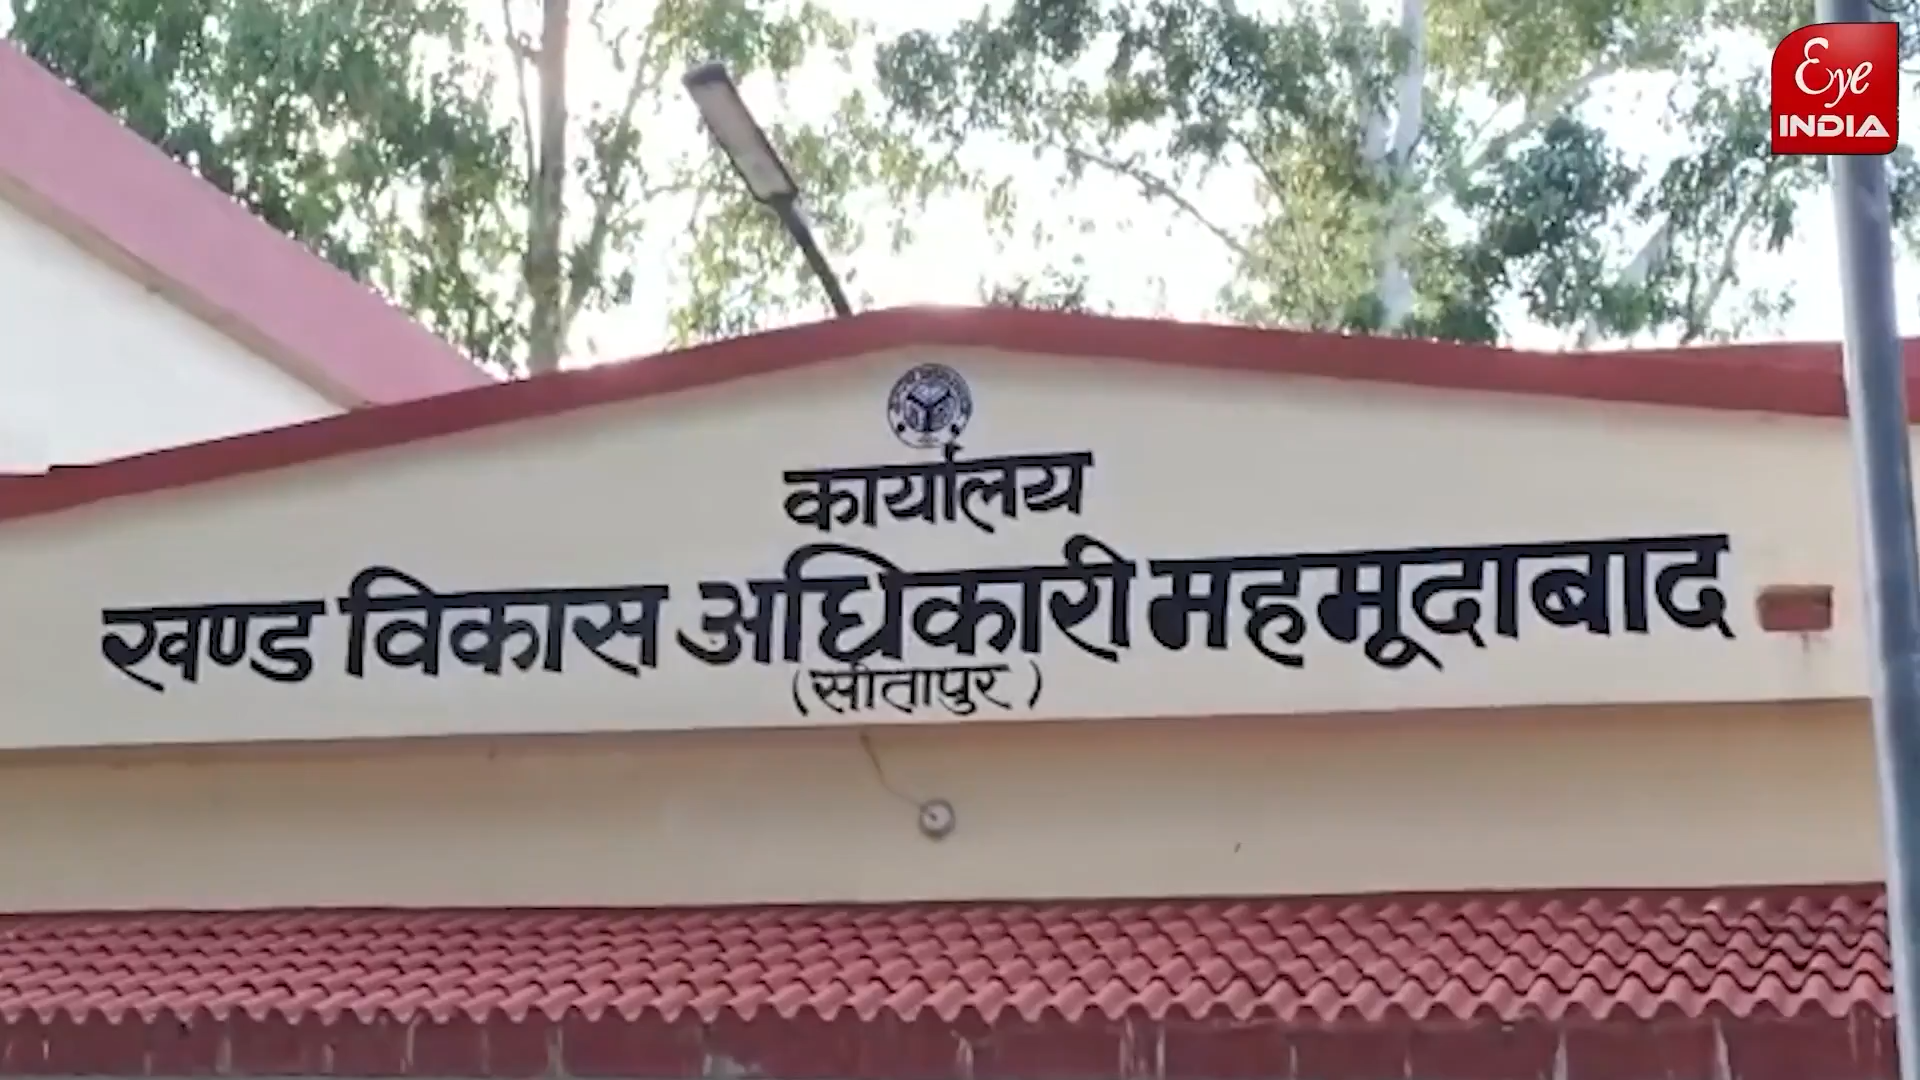 Eye
INDIA
कार्यालय
खण्ड विकास अधिकारी महमूदाबाद
(सीतापुर)